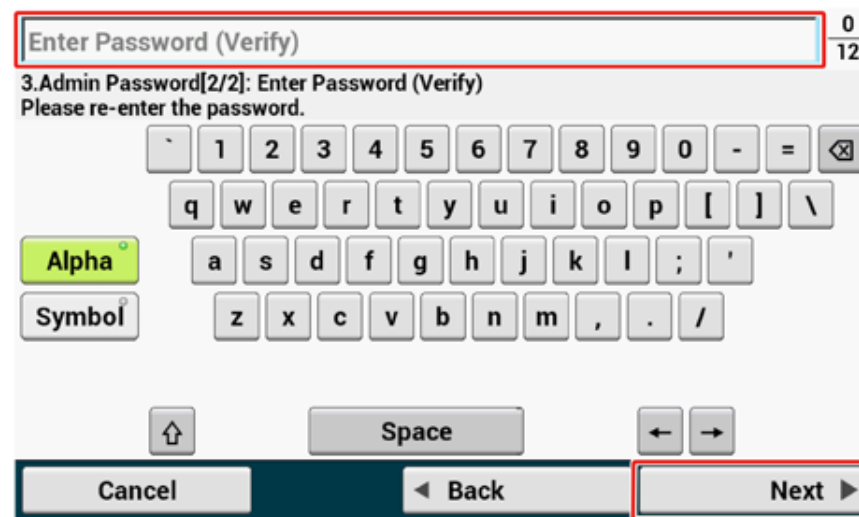 Enter Password (Verify)
0
12
3.Admin Password[2/2]: Enter Password (Verify)
Please re-enter the password.
` 1 2 3 4 5 6 7 8 9 0 - =
q w e r t y u i o p [ ] \
Alpha a s d f g h j k l ; '
Symbol z x c v b n m , . /
Space
Cancel Back Next